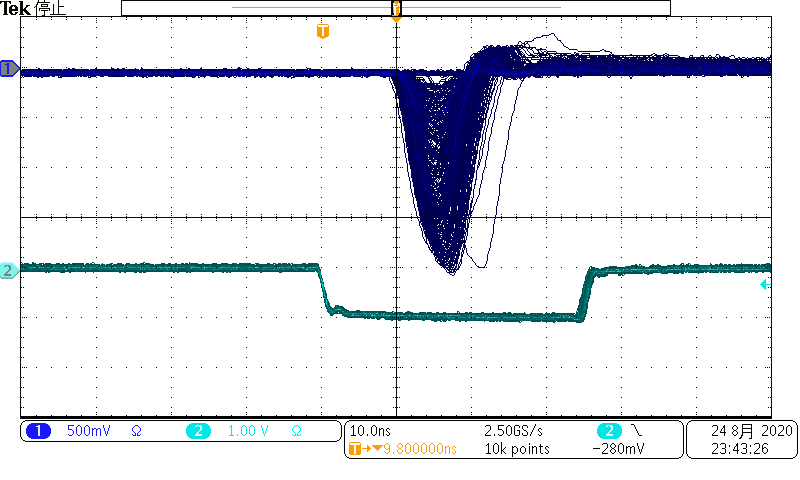 Tek 停止
T
1
2
1 500mV Ω 2 1.00 V Ω
10.0ns 2.50GS/s 2
T→▼9.800000ns 10k points −280mV
24 8月 2020
23:43:26